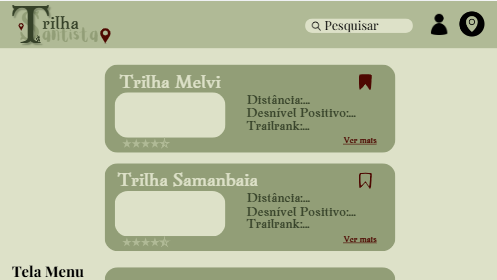 Trilha
Santista
Pesquisar
Trilha Melvi
Distância:...
Desnível Positivo:...
Trailrank:...
Ver mais
Trilha Samanbaia
Distância:...
Desnível Positivo:...
Trailrank:...
Ver mais
Tela Menu